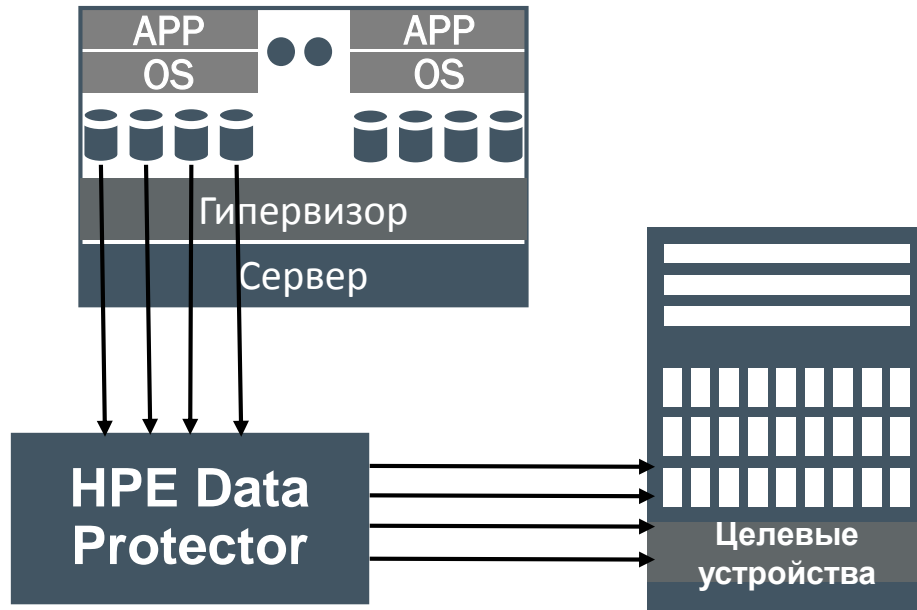 APP
APP
OS
OS
Гипервизор
Сервер
HPE Data
Protector
Целевые
устройства